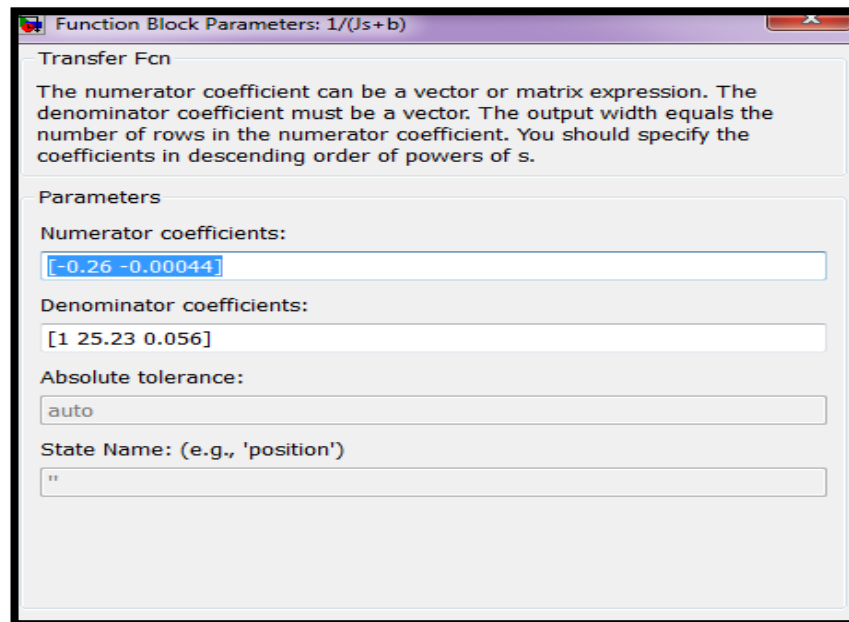 Function Block Parameters: 1/(Js+b)
Transfer Fcn
The numerator coefficient can be a vector or matrix expression. The
denominator coefficient must be a vector. The output width equals the
number of rows in the numerator coefficient. You should specify the
coefficients in descending order of powers of s.
Parameters
Numerator coefficients:
[-0.26 -0.00044]
Denominator coefficients:
[1 25.23 0.056]
Absolute tolerance:
auto
State Name: (e.g., 'position')
''